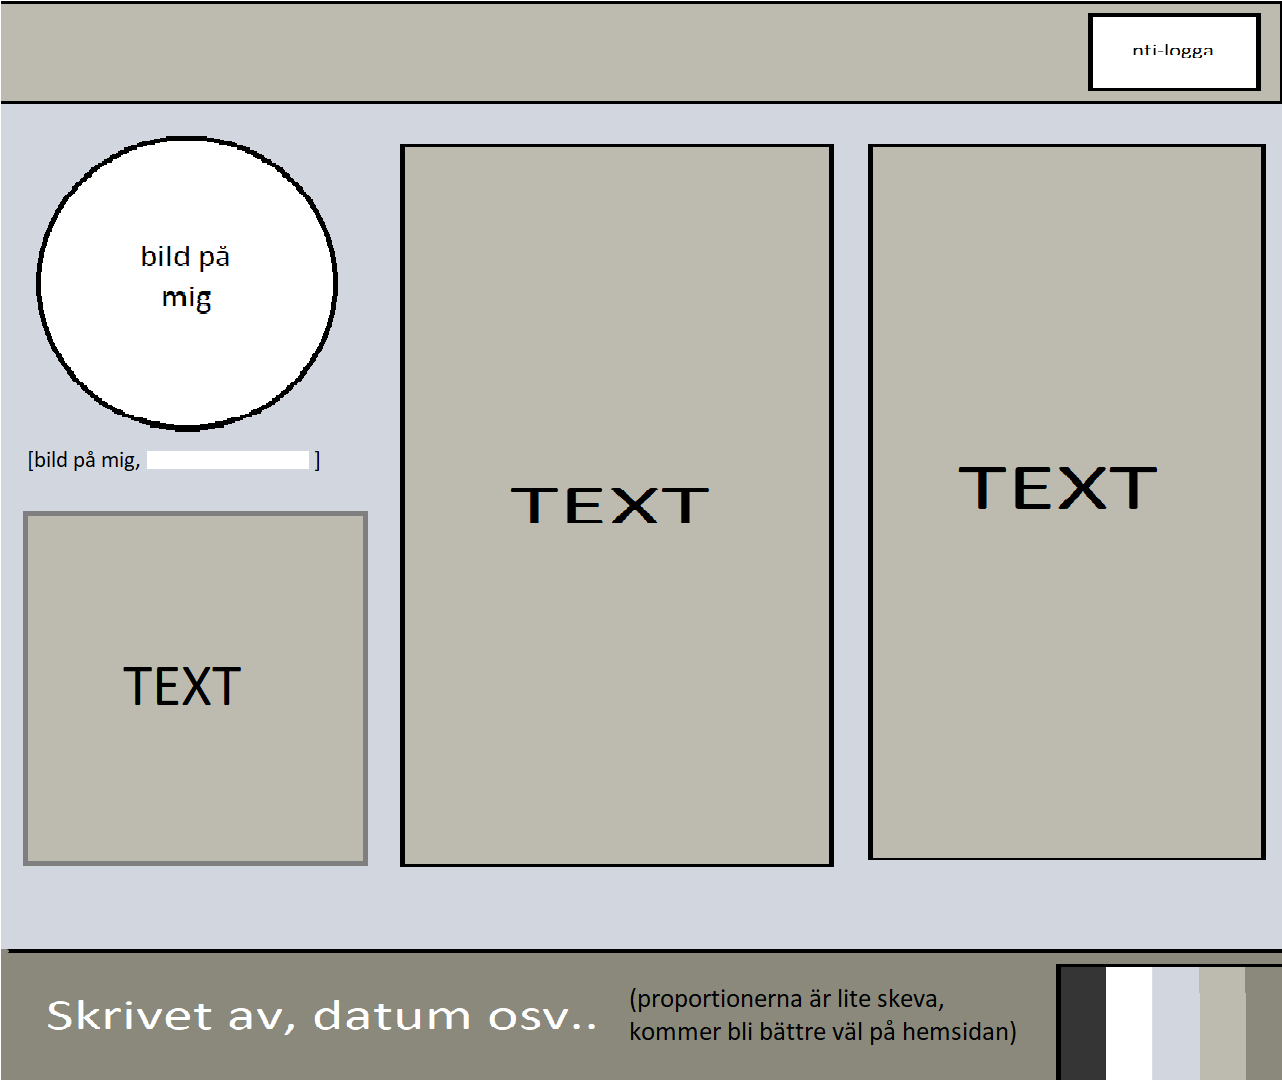 nti-logga
bild på
mig
[bild på mig, ]
TEXT
TEXT
TEXT
Skrivet av, datum osv..
(proportionerna är lite skeva,
kommer bli bättre väl på hemsidan)